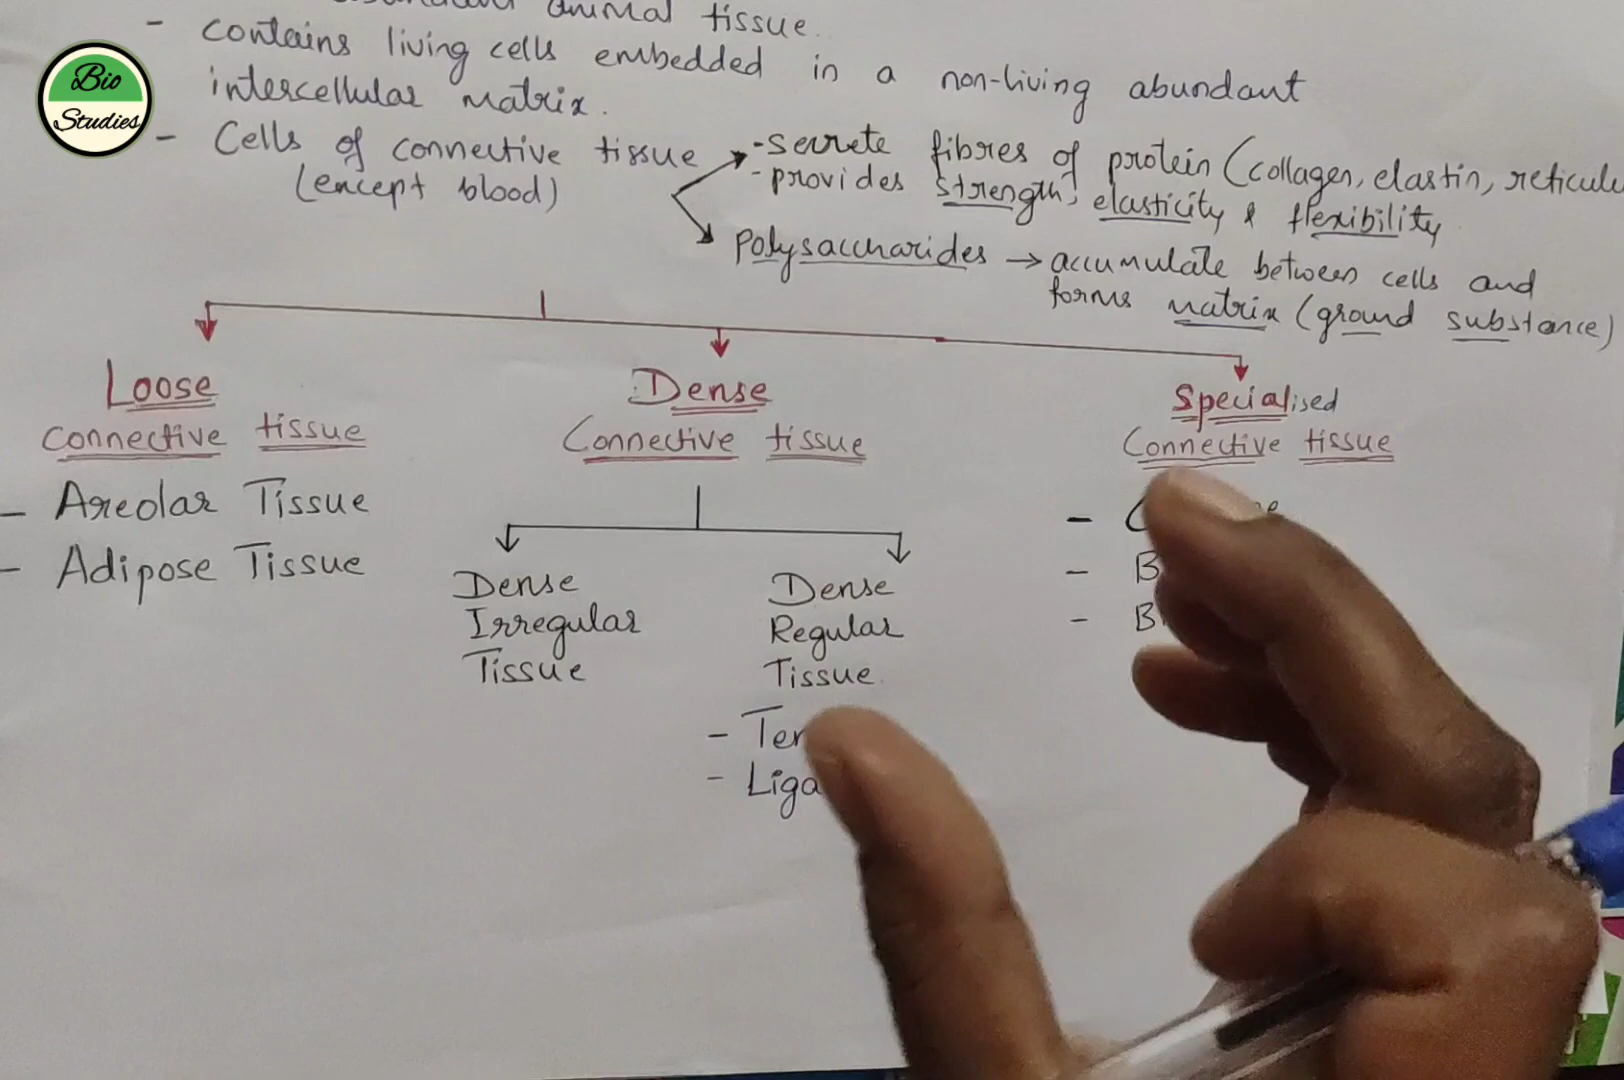 animal tissue.
- contains living cells embedded in a non-living abundant
intercellular matrix.
Bio
Studies
- Cells of connective tissue
(except blood)
- secrete fibres of protein (collagen, elastin,
- provides strength, elasticity & flexibility
Polysaccharides → accumulate between cells and
forms matrix (ground substance)
Loose
connective tissue
- Areolar Tissue
- Adipose Tissue
Dense
Connective tissue
Dense
Irregular
Tissue
Dense
Regular
Tissue
Specialised
Connective tissue